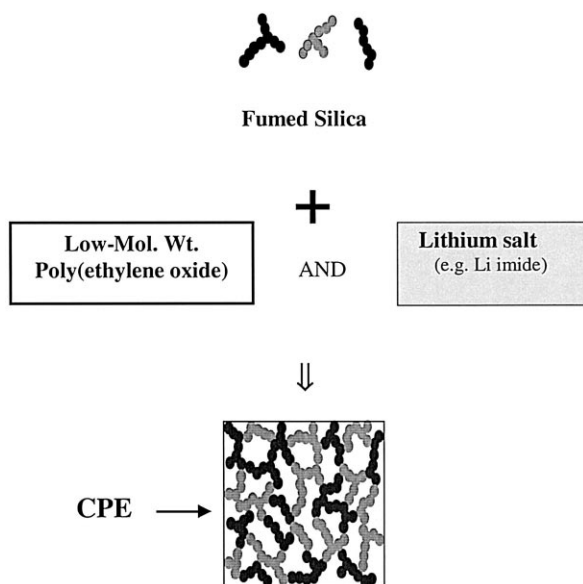 Fumed Silica
+
Low-Mol. Wt.
Poly(ethylene oxide)
AND
Lithium salt
(e.g. Li imide)
⇓
CPE